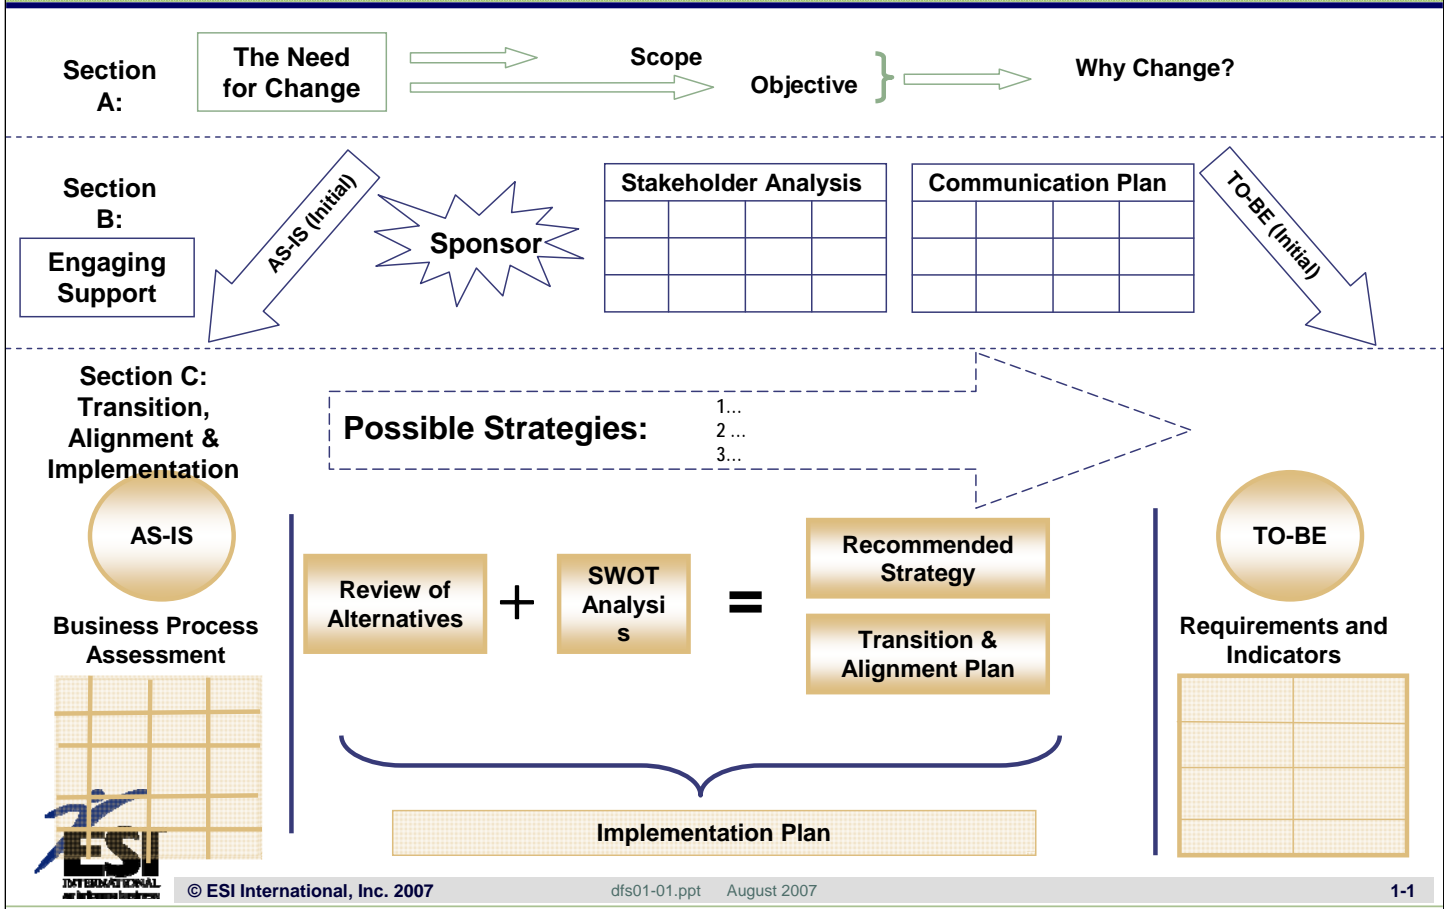 Section
A:
The Need
for Change
Scope
Objective
Why Change?
Section
B:
Engaging
Support
AS-IS (Initial)
Sponsor
Stakeholder Analysis
Communication Plan
TO-BE (Initial)
Section C:
Transition,
Alignment &
Implementation
Possible Strategies:
1...
2 ...
3...
AS-IS
Business Process
Assessment
Review of
Alternatives
+
SWOT
Analysi
s
=
Recommended
Strategy
Transition &
Alignment Plan
TO-BE
Requirements and
Indicators
Implementation Plan
ESI
INTERNATIONAL
© ESI International, Inc. 2007
dfs01-01.ppt August 2007
1-1